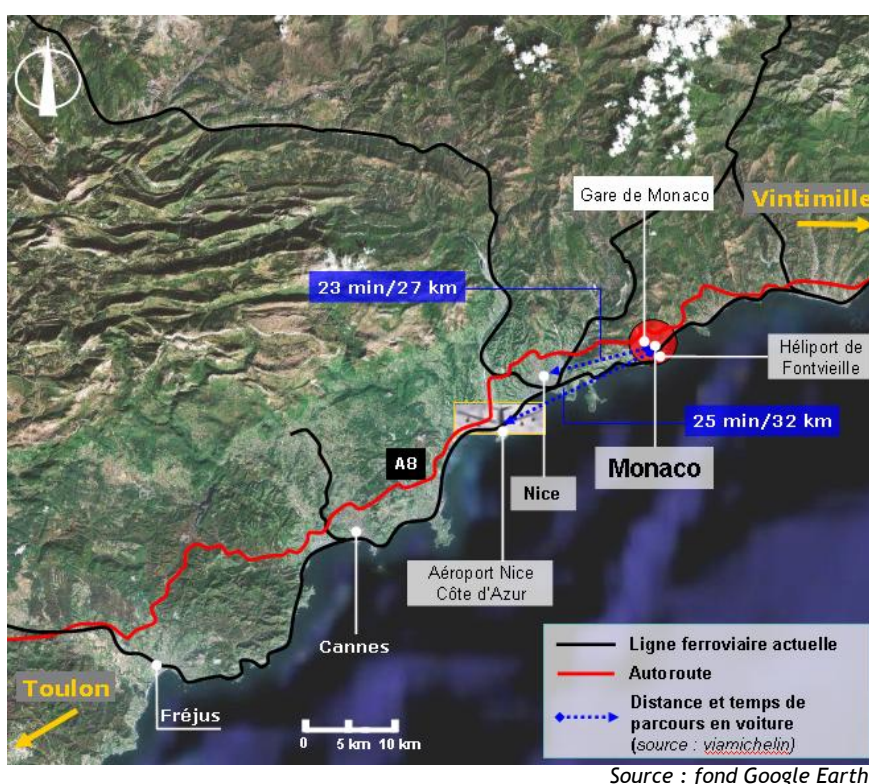 Gare de Monaco
Vintimille
23 min/27 km
Héliport de
Fontvieille
25 min/32 km
A8
Monaco
Nice
Aéroport Nice
Côte d'Azur
Cannes
Toulon
Fréjus
0 5 km 10 km
Ligne ferroviaire actuelle
Autoroute
Distance et temps de
parcours en voiture
(source : viamichelin)
Source : fond Google Earth